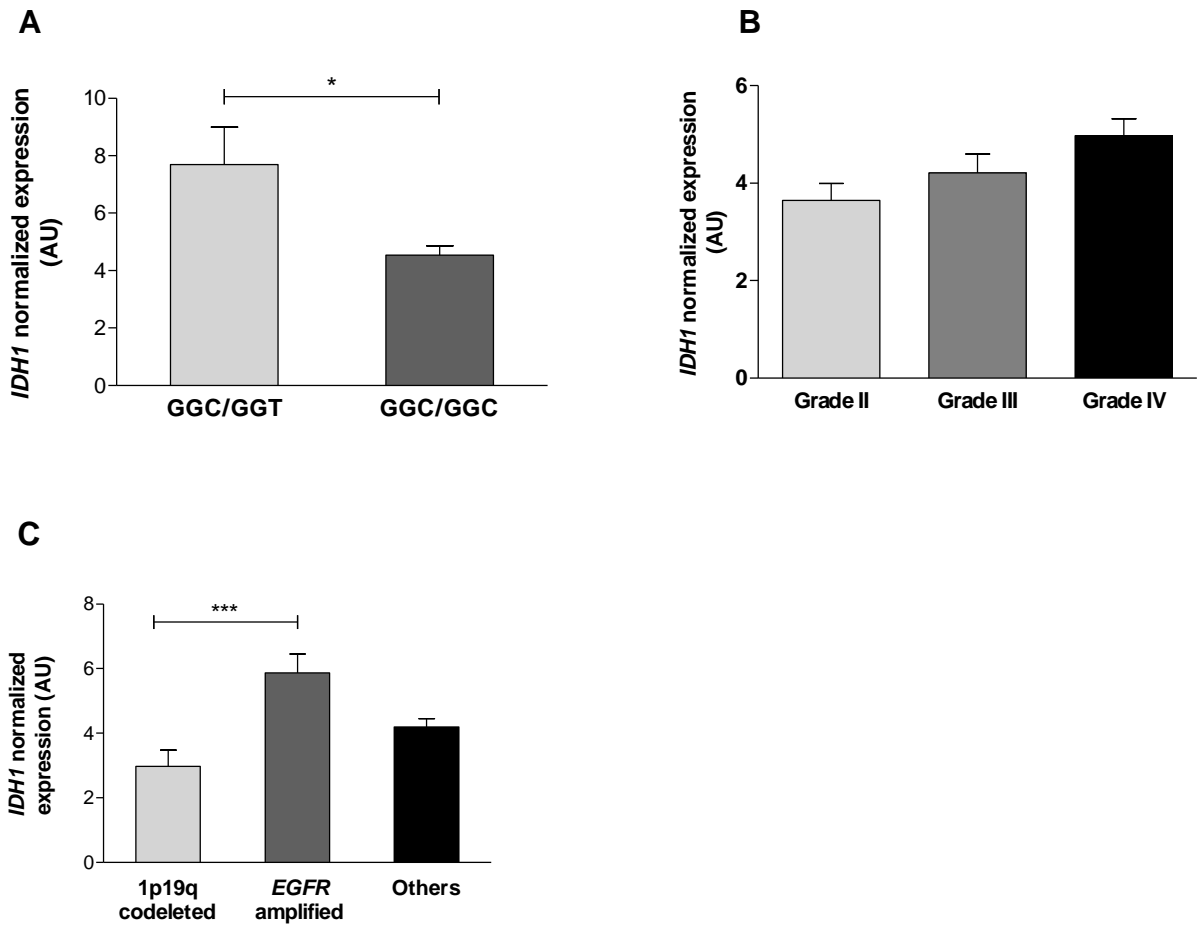 A
IDH1 normalized expression
(AU)
10
8
6
4
2
0
*
GGC/GGT
GGC/GGC
B
IDH1 normalized expression
(AU)
6
4
2
0
Grade II
Grade III
Grade IV
C
IDH1 normalized
expression (AU)
8
6
4
2
0
***
1p19q
codeleted
EGFR
amplified
Others